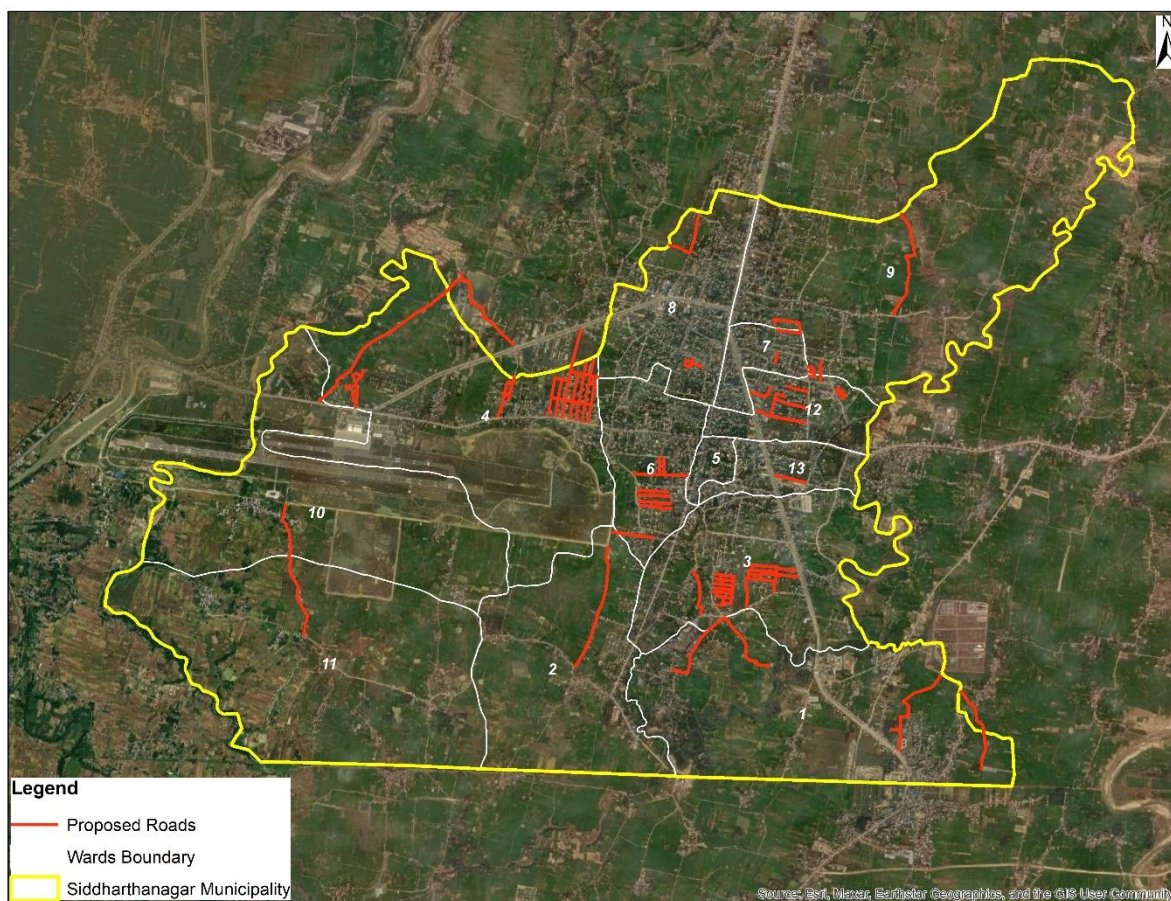 N
9
8
7
4
12
5
6
13
10
3
2
11
1
Legend
Proposed Roads
Wards Boundary
Siddharthanagar Municipality
Source: Esri, Maxar, Earthstar Geographics, and the GIS User Community